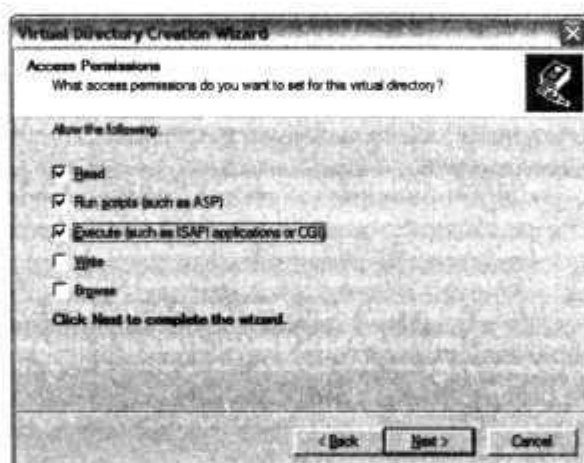 Virtual Directory Creation Wizard
Access Permissions
What access permissions do you want to set for this virtual directory?
Allow the following:
Read
Run scripts (such as ASP)
Execute (such as ISAPI applications or CGI)
Write
Browse
Click Next to complete the wizard.
< Back Next > Cancel